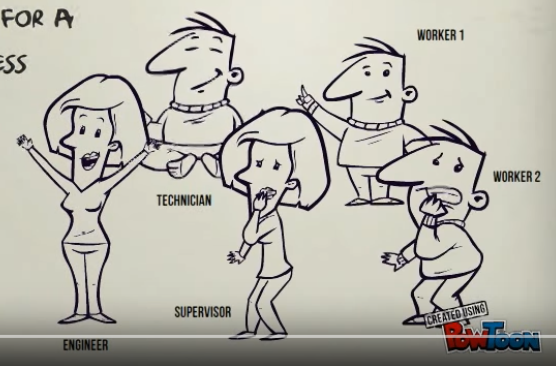 FOR A
ESS
WORKER 1
TECHNICIAN
WORKER 2
SUPERVISOR
ENGINEER
CREATED USING
POWTOON